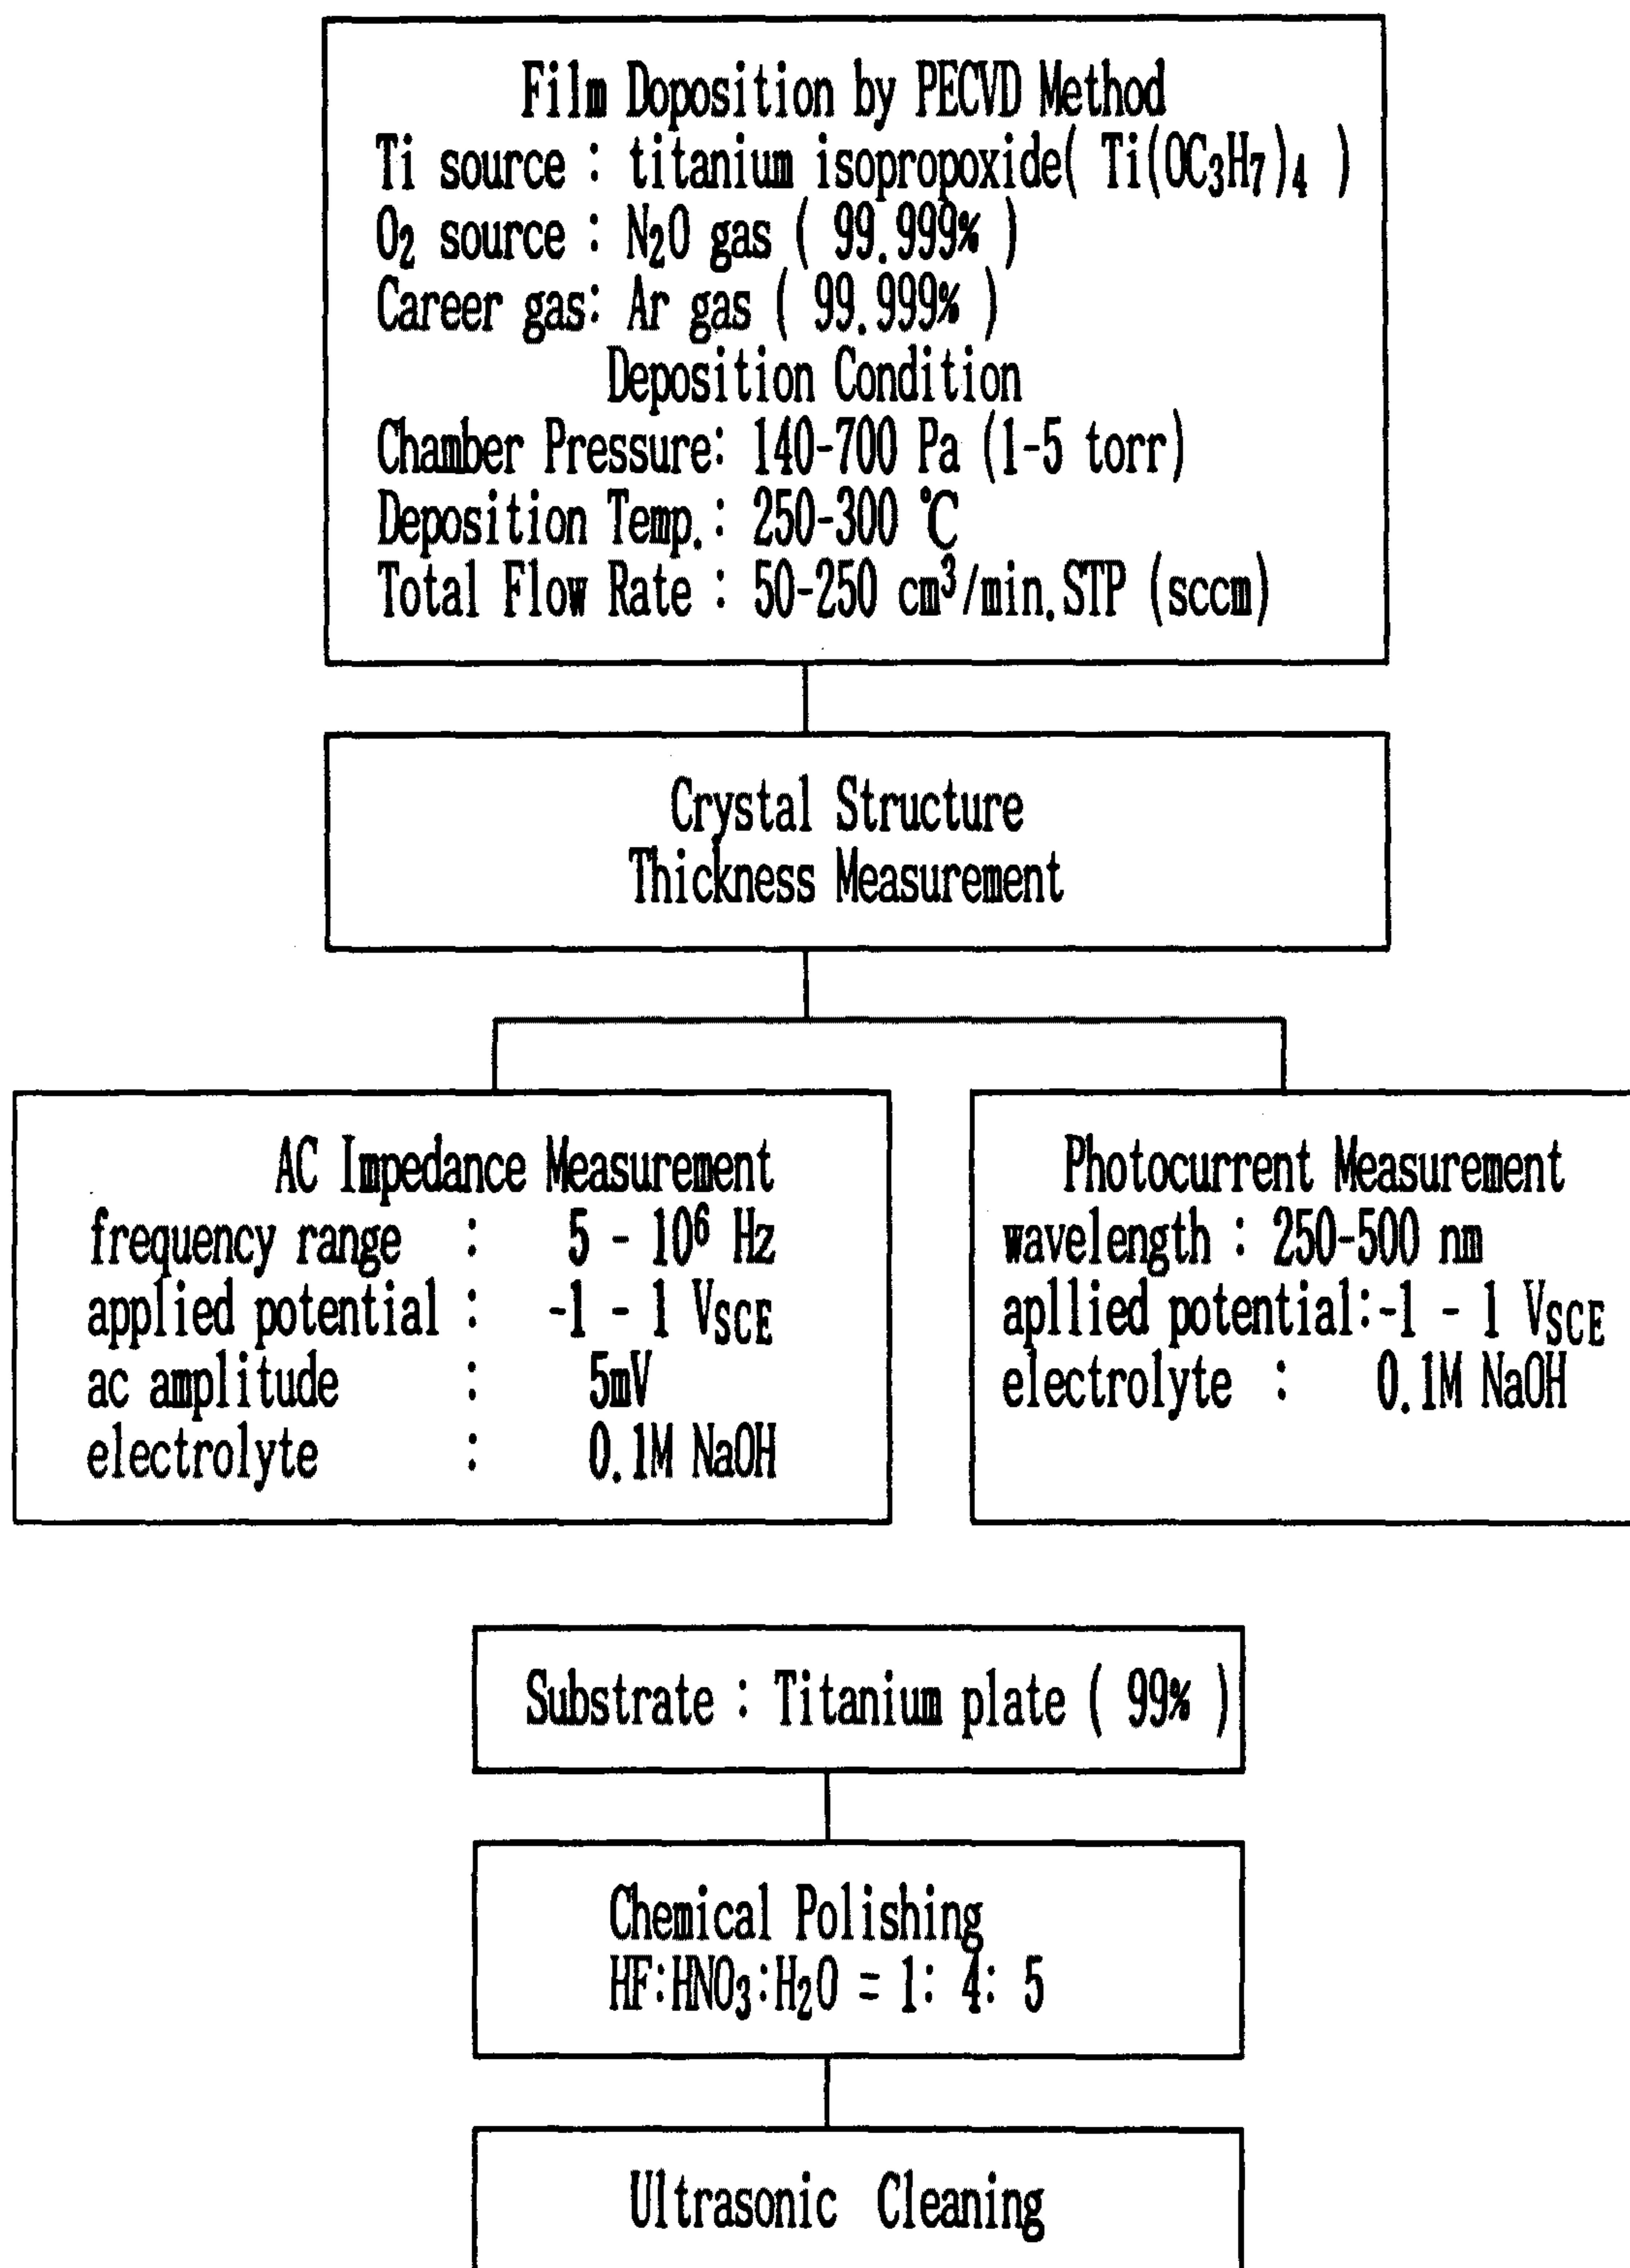 Film Doposition by PECVD Method
Ti source : titanium isopropoxide( Ti(OC₃H₇)₄ )
O₂ source : N₂O gas ( 99.999% )
Career gas: Ar gas ( 99.999% )
Deposition Condition
Chamber Pressure: 140-700 Pa (1-5 torr)
Deposition Temp.: 250-300 ℃
Total Flow Rate : 50-250 cm³/min.STP (sccm)
Crystal Structure
Thickness Measurement
AC Impedance Measurement
frequency range : 5 - 10⁶ Hz
applied potential : -1 - 1 VSCE
ac amplitude : 5mV
electrolyte : 0.1M NaOH
Photocurrent Measurement
wavelength : 250-500 nm
apllied potential:-1 - 1 VSCE
electrolyte : 0.1M NaOH
Substrate : Titanium plate ( 99% )
Chemical Polishing
HF:HNO₃:H₂O = 1: 4: 5
Ultrasonic Cleaning